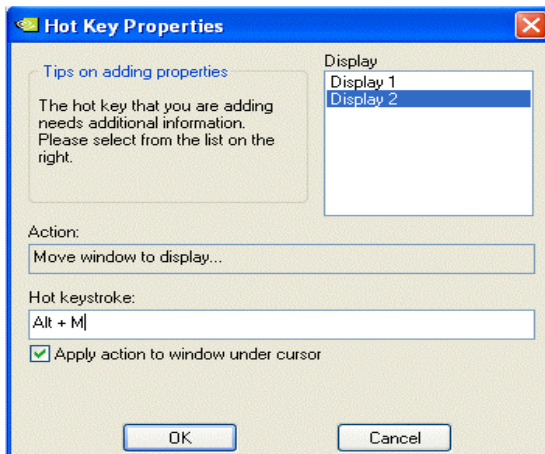 Hot Key Properties
Tips on adding properties
The hot key that you are adding
needs additional information.
Please select from the list on the
right.
Display
Display 1
Display 2
Action:
Move window to display...
Hot keystroke:
Alt + M
Apply action to window under cursor
OK
Cancel